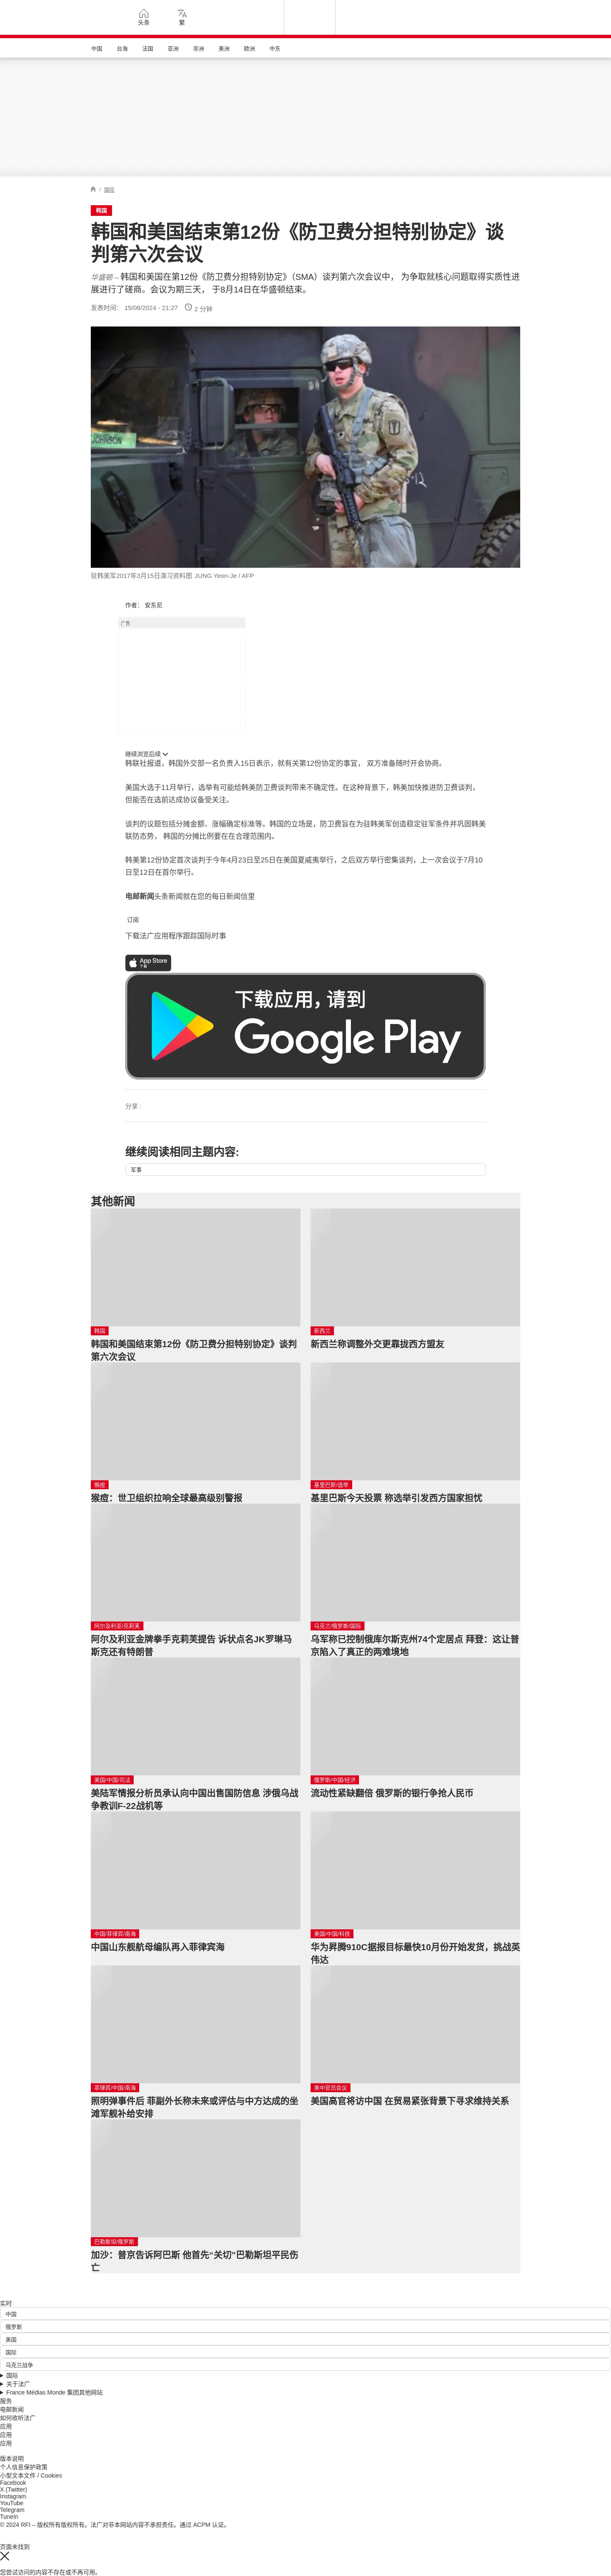 头条
繁
中国 台海 法国 亚洲 非洲 美洲 欧洲 中东
/ 国际
韩国
韩国和美国结束第12份《防卫费分担特别协定》谈
判第六次会议
华盛顿 – 韩国和美国在第12份《防卫费分担特别协定》（SMA）谈判第六次会议中， 为争取就核心问题取得实质性进
展进行了磋商。会议为期三天， 于8月14日在华盛顿结束。
发表时间： 15/08/2024 - 21:27 2 分钟
JOHNSON
驻韩美军2017年3月15日演习资料图 JUNG Yeon-Je / AFP
作者： 安东尼
广告
继续浏览后续
韩联社报道，韩国外交部一名负责人15日表示，就有关第12份协定的事宜， 双方准备随时开会协商。
美国大选于11月举行，选举有可能给韩美防卫费谈判带来不确定性。在这种背景下，韩美加快推进防卫费谈判，
但能否在选前达成协议备受关注。
谈判的议题包括分摊金额、涨幅确定标准等。韩国的立场是，防卫费旨在为驻韩美军创造稳定驻军条件并巩固韩美
联防态势， 韩国的分摊比例要在在合理范围内。
韩美第12份协定首次谈判于今年4月23日至25日在美国夏威夷举行，之后双方举行密集谈判，上一次会议于7月10
日至12日在首尔举行。
电邮新闻头条新闻就在您的每日新闻信里
订阅
下载法广应用程序跟踪国际时事
App Store
下载
下载应用，请到
Google Play
分享 :
继续阅读相同主题内容:
军事
其他新闻
韩国
韩国和美国结束第12份《防卫费分担特别协定》谈判
第六次会议
新西兰
新西兰称调整外交更靠拢西方盟友
猴痘
猴痘：世卫组织拉响全球最高级别警报
基里巴斯/选举
基里巴斯今天投票 称选举引发西方国家担忧
阿尔及利亚/克莉芙
阿尔及利亚金牌拳手克莉芙提告 诉状点名JK罗琳马
斯克还有特朗普
乌克兰/俄罗斯/国际
乌军称已控制俄库尔斯克州74个定居点 拜登：这让普
京陷入了真正的两难境地
美国/中国/司法
美陆军情报分析员承认向中国出售国防信息 涉俄乌战
争教训F-22战机等
俄罗斯/中国/经济
流动性紧缺翻倍 俄罗斯的银行争抢人民币
中国/菲律宾/南海
中国山东舰航母编队再入菲律宾海
美国/中国/科技
华为昇腾910C据报目标最快10月份开始发货，挑战英
伟达
菲律宾/中国/南海
照明弹事件后 菲副外长称未来或评估与中方达成的坐
滩军舰补给安排
美中官员会议
美国高官将访中国 在贸易紧张背景下寻求维持关系
巴勒斯坦/俄罗斯
加沙：普京告诉阿巴斯 他首先“关切”巴勒斯坦平民伤
亡
实时
中国
俄罗斯
美国
国际
马克兰战争
国际
关于法广
France Médias Monde 集团其他网站
服务
电邮新闻
如何收听法广
应用
应用
应用
版本说明
个人信息保护政策
小型文本文件 / Cookies
Facebook
X (Twitter)
Instagram
YouTube
Telegram
TuneIn
© 2024 RFI – 版权所有版权所有。法广对非本网站内容不承担责任。通过 ACPM 认证。
页面未找到
您尝试访问的内容不存在或不再可用。